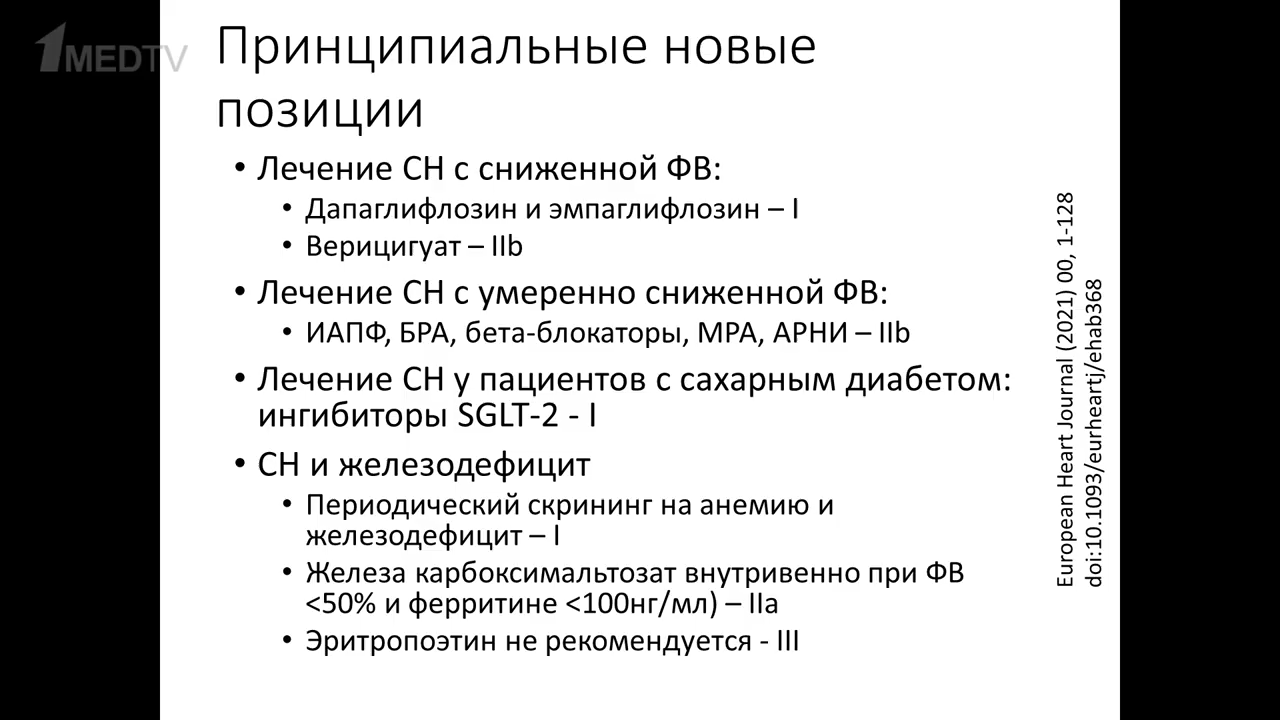 1MEDTV
Принципиальные новые
позиции
• Лечение СН с сниженной ФВ:
• Дапаглифлозин и эмпаглифлозин – I
• Верицигуат – IIb
• Лечение СН с умеренно сниженной ФВ:
• ИАПФ, БРА, бета-блокаторы, МРА, АРНИ – IIb
• Лечение СН у пациентов с сахарным диабетом:
ингибиторы SGLT-2 - I
• СН и железодефицит
• Периодический скрининг на анемию и
железодефицит – I
• Железа карбоксимальтозат внутривенно при ФВ
<50% и ферритине <100нг/мл) – IIa
• Эритропоэтин не рекомендуется - III
European Heart Journal (2021) 00, 1-128
doi:10.1093/eurheartj/ehab368